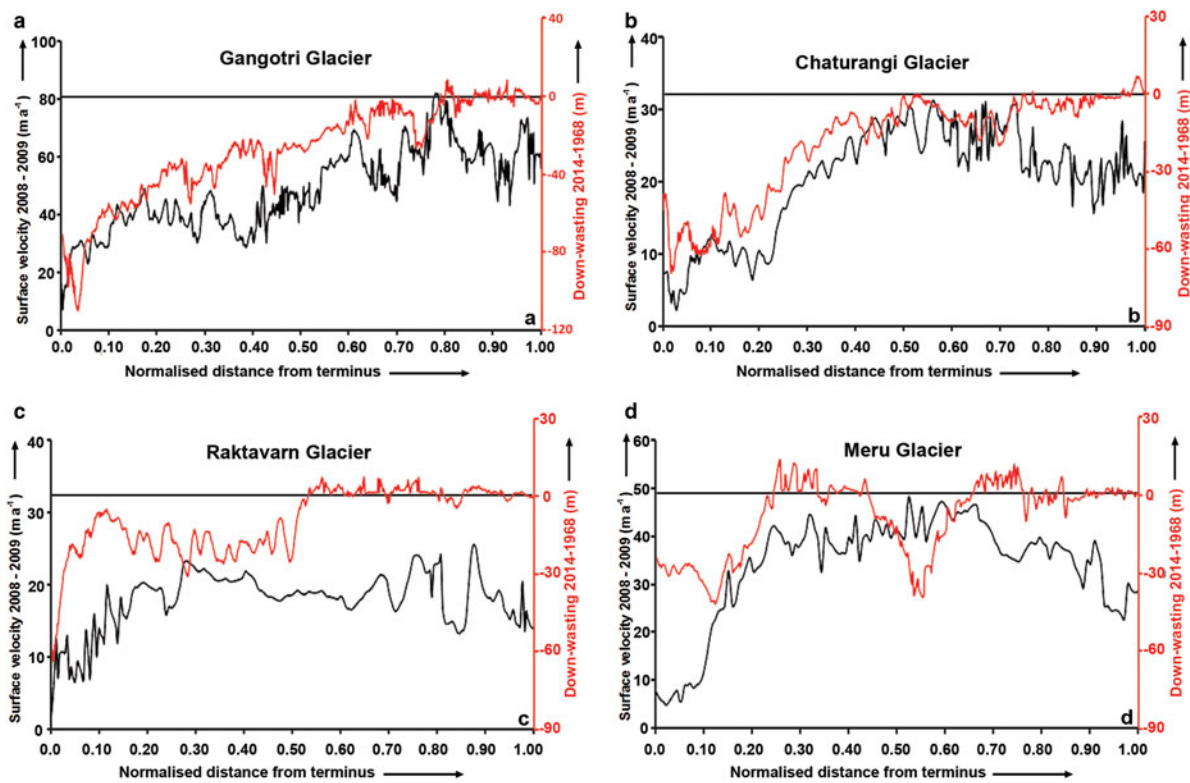 a
Gangotri Glacier
Surface velocity 2008 - 2009 (m a⁻¹)
100
80
60
40
20
0
40
0
-40
-80
-120
Down-wasting 2014-1968 (m)
a
0.0 0.10 0.20 0.30 0.40 0.50 0.60 0.70 0.80 0.90 1.00
Normalised distance from terminus
b
Chaturangi Glacier
Surface velocity 2008 - 2009 (m a⁻¹)
40
30
20
10
0
30
0
-30
-60
-90
Down-wasting 2014-1968 (m)
b
0.0 0.10 0.20 0.30 0.40 0.50 0.60 0.70 0.80 0.90 1.00
Normalised distance from terminus
c
Raktavarn Glacier
Surface velocity 2008 - 2009 (m a⁻¹)
40
30
20
10
0
30
0
-30
-60
-90
Down-wasting 2014-1968 (m)
c
0.0 0.10 0.20 0.30 0.40 0.50 0.60 0.70 0.80 0.90 1.00
Normalised distance from terminus
d
Meru Glacier
Surface velocity 2008 - 2009 (m a⁻¹)
60
50
40
30
20
10
0
30
0
-30
-60
-90
Down-wasting 2014-1968 (m)
d
0.0 0.10 0.20 0.30 0.40 0.50 0.60 0.70 0.80 0.90 1.00
Normalised distance from terminus